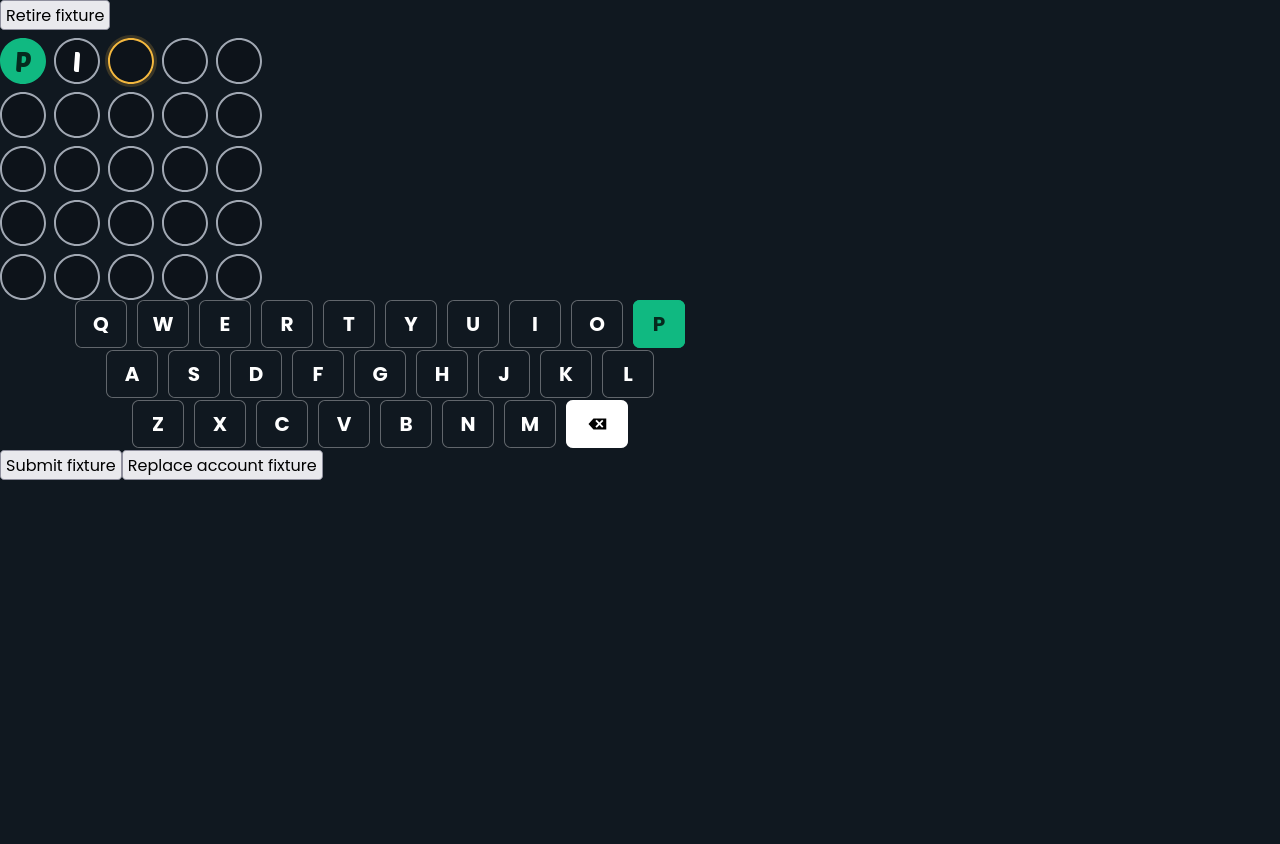 Retire fixture
P I
Q W E R T Y U I O P
A S D F G H J K L
Z X C V B N M
Submit fixture Replace account fixture